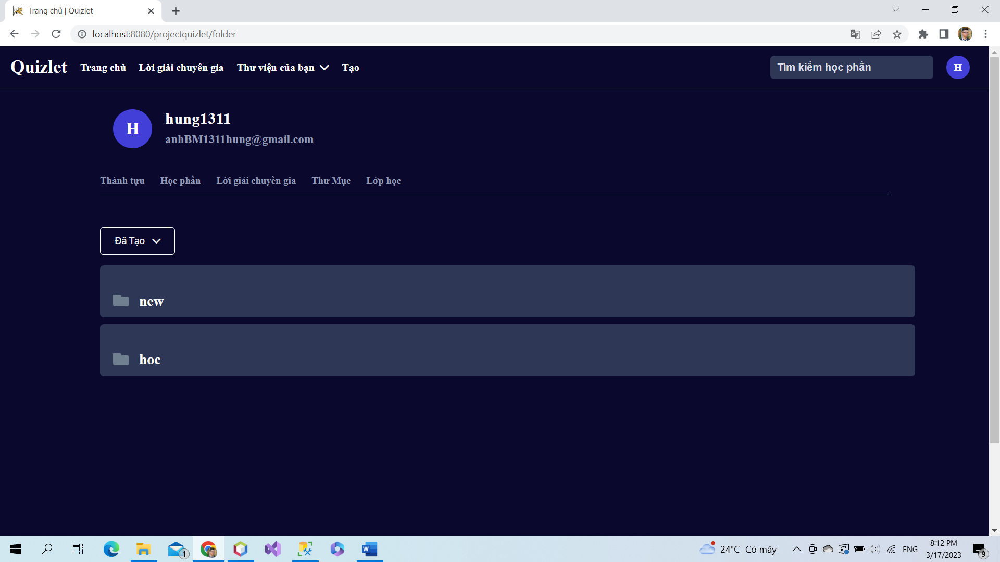 Trang chủ | Quizlet
localhost:8080/projectquizlet/folder
Quizlet Trang chủ Lời giải chuyên gia Thư viện của bạn Tạo Tìm kiếm học phần H
H hung1311
anhBM1311hung@gmail.com
Thành tựu Học phần Lời giải chuyên gia Thư Mục Lớp học
Đã Tạo
new
hoc
1 24°C Có mây ENG 8:12 PM 9
3/17/2023